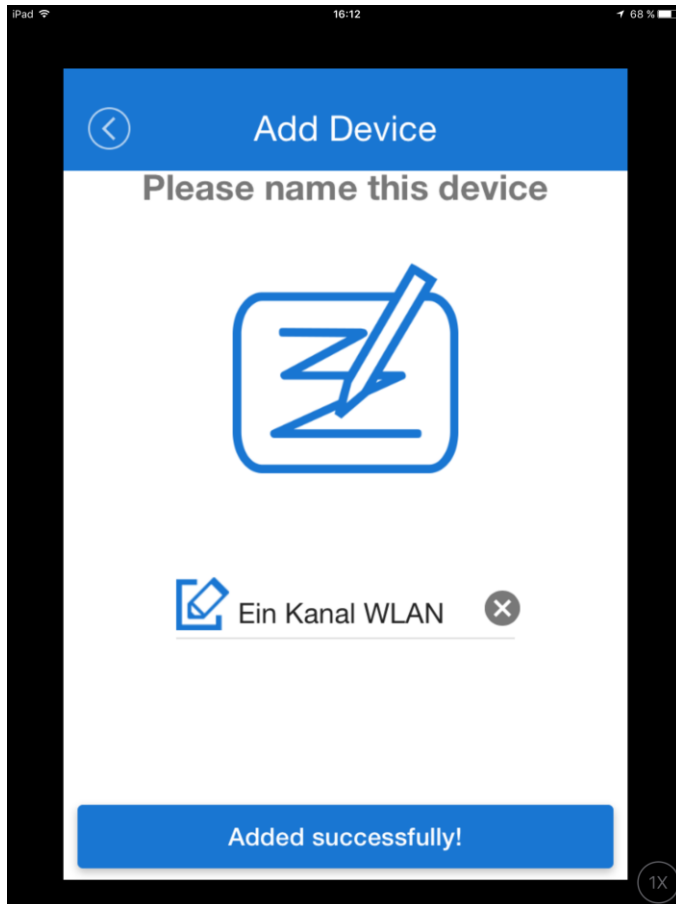 iPad 16:12 68 %
Add Device
Please name this device
Ein Kanal WLAN
Added successfully!
1X